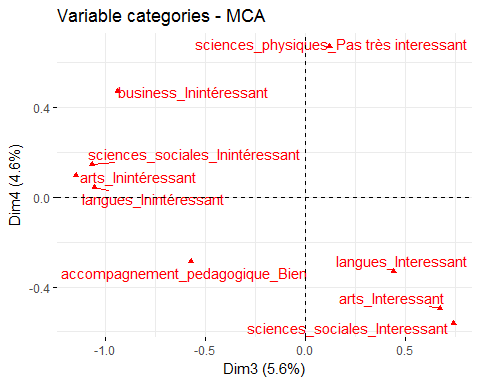 Variable categories - MCA
sciences_physiques_Pas très interessant
business_Inintéressant
sciences_sociales_Inintéressant
arts_Inintéressant
langues_Inintéressant
accompagnement_pedagogique_Bien
langues_Interessant
arts_Interessant
sciences_sociales_Interessant
0.4
0.0
-0.4
-1.0
-0.5
0.0
0.5
Dim3 (5.6%)
Dim4 (4.6%)